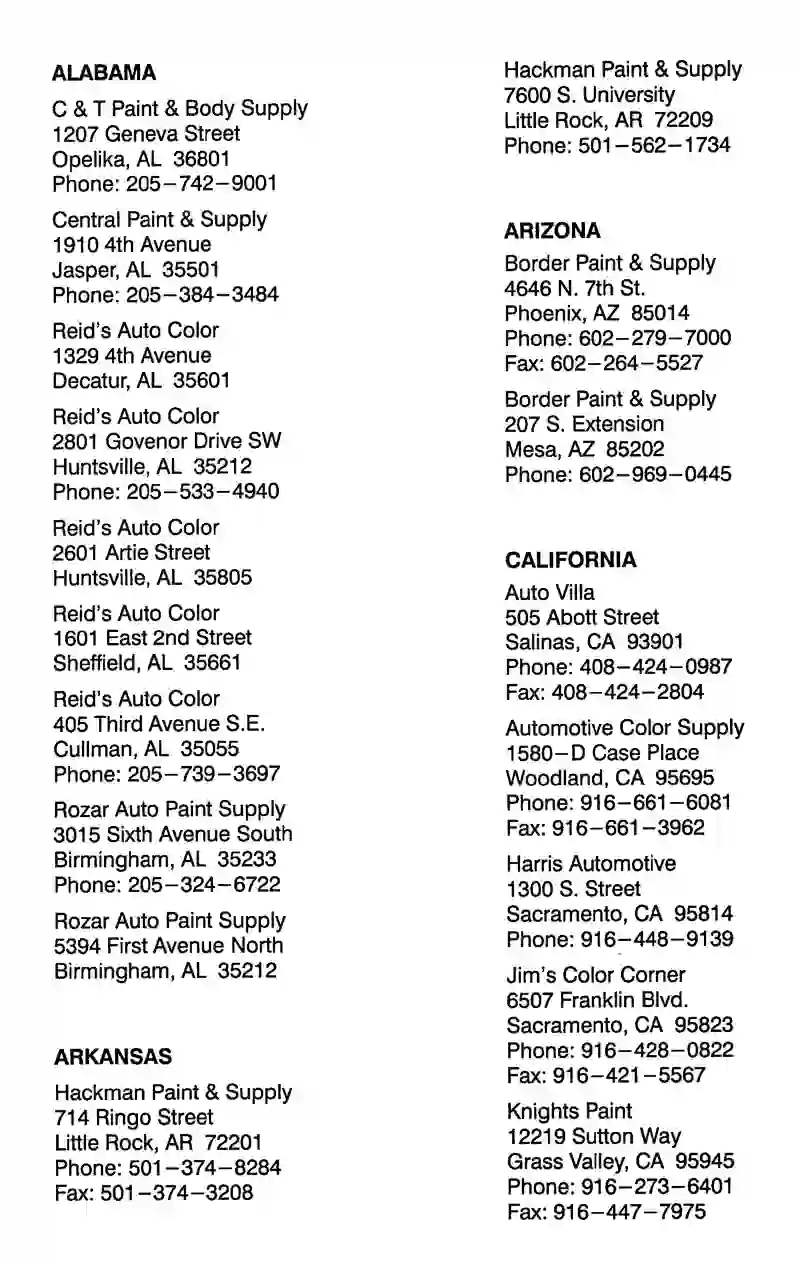 ALABAMA
C & T Paint & Body Supply
1207 Geneva Street
Opelika, AL 36801
Phone: 205-742-9001
Central Paint & Supply
1910 4th Avenue
Jasper, AL 35501
Phone: 205-384-3484
Reid's Auto Color
1329 4th Avenue
Decatur, AL 35601
Reid's Auto Color
2801 Govenor Drive SW
Huntsville, AL 35212
Phone: 205-533-4940
Reid's Auto Color
2601 Artie Street
Huntsville, AL 35805
Reid's Auto Color
1601 East 2nd Street
Sheffield, AL 35661
Reid's Auto Color
405 Third Avenue S.E.
Cullman, AL 35055
Phone: 205-739-3697
Rozar Auto Paint Supply
3015 Sixth Avenue South
Birmingham, AL 35233
Phone: 205-324-6722
Rozar Auto Paint Supply
5394 First Avenue North
Birmingham, AL 35212
ARKANSAS
Hackman Paint & Supply
714 Ringo Street
Little Rock, AR 72201
Phone: 501-374-8284
Fax: 501-374-3208
Hackman Paint & Supply
7600 S. University
Little Rock, AR 72209
Phone: 501-562-1734
ARIZONA
Border Paint & Supply
4646 N. 7th St.
Phoenix, AZ 85014
Phone: 602-279-7000
Fax: 602-264-5527
Border Paint & Supply
207 S. Extension
Mesa, AZ 85202
Phone: 602-969-0445
CALIFORNIA
Auto Villa
505 Abott Street
Salinas, CA 93901
Phone: 408-424-0987
Fax: 408-424-2804
Automotive Color Supply
1580-D Case Place
Woodland, CA 95695
Phone: 916-661-6081
Fax: 916-661-3962
Harris Automotive
1300 S. Street
Sacramento, CA 95814
Phone: 916-448-9139
Jim's Color Corner
6507 Franklin Blvd.
Sacramento, CA 95823
Phone: 916-428-0822
Fax: 916-421-5567
Knights Paint
12219 Sutton Way
Grass Valley, CA 95945
Phone: 916-273-6401
Fax: 916-447-7975